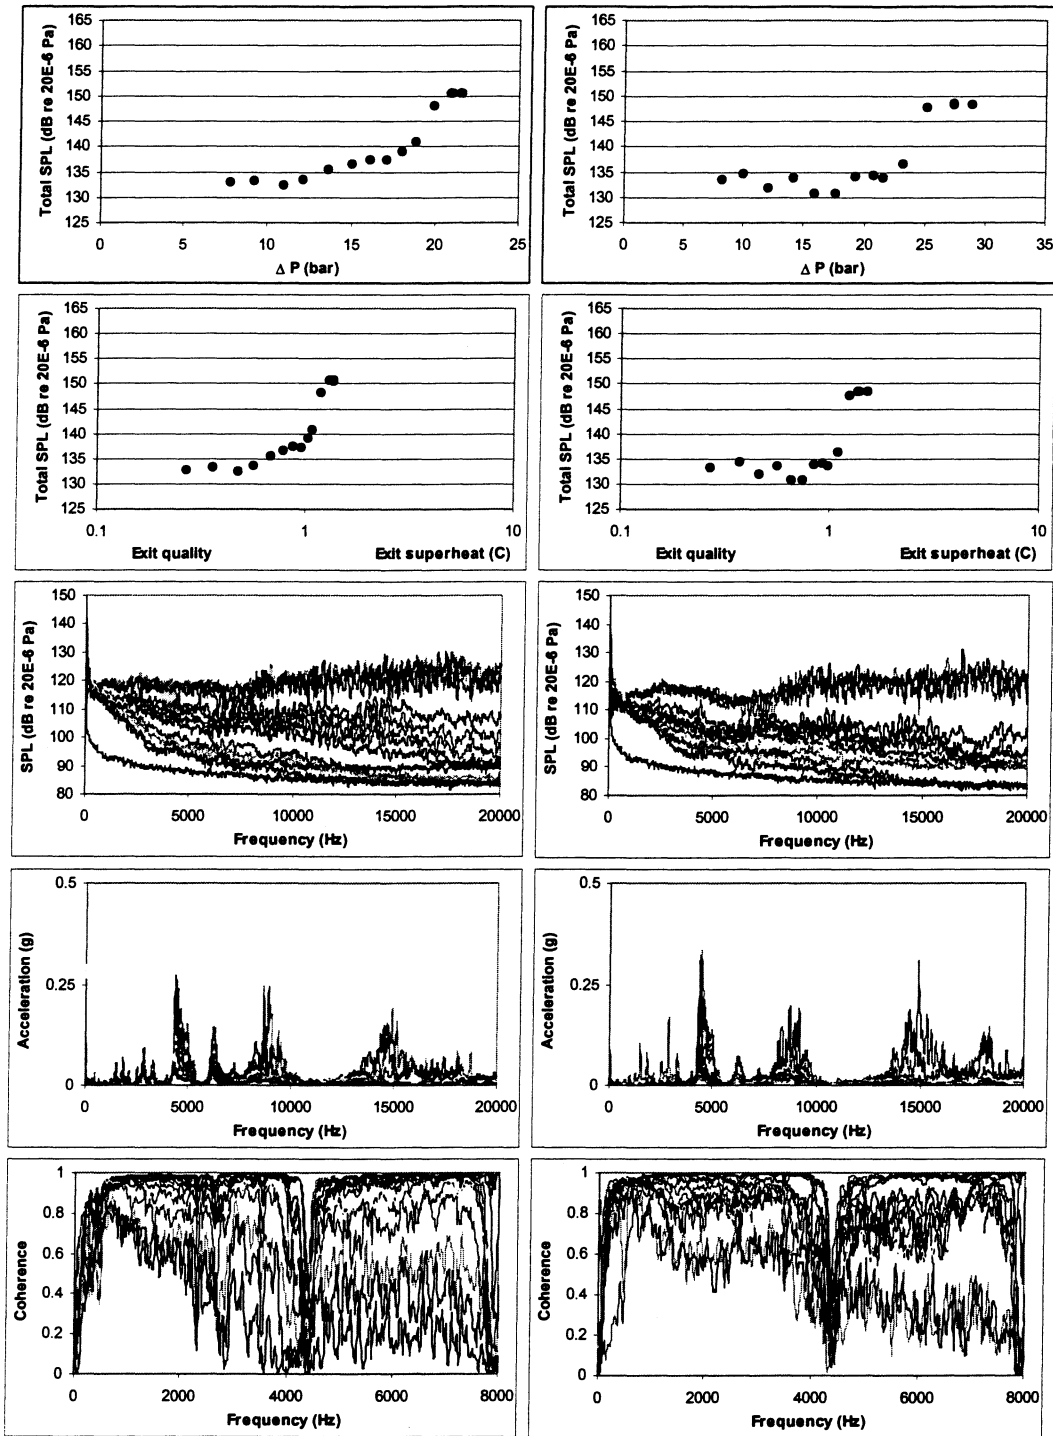 165
160
155
150
145
140
135
130
125
Total SPL (dB re 20E-6 Pa)
0 5 10 15 20 25
Δ P (bar)
165
160
155
150
145
140
135
130
125
Total SPL (dB re 20E-6 Pa)
0 5 10 15 20 25 30 35
Δ P (bar)
165
160
155
150
145
140
135
130
125
Total SPL (dB re 20E-6 Pa)
0.1 1 10
Exit quality Exit superheat (C)
165
160
155
150
145
140
135
130
125
Total SPL (dB re 20E-6 Pa)
0.1 1 10
Exit quality Exit superheat (C)
150
140
130
120
110
100
90
80
SPL (dB re 20E-6 Pa)
0 5000 10000 15000 20000
Frequency (Hz)
150
140
130
120
110
100
90
80
SPL (dB re 20E-6 Pa)
0 5000 10000 15000 20000
Frequency (Hz)
0.5
0.25
0
Acceleration (g)
0 5000 10000 15000 20000
Frequency (Hz)
0.5
0.25
0
Acceleration (g)
0 5000 10000 15000 20000
Frequency (Hz)
1
0.8
0.6
0.4
0.2
0
Coherence
0 2000 4000 6000 8000
Frequency (Hz)
1
0.8
0.6
0.4
0.2
0
Coherence
0 2000 4000 6000 8000
Frequency (Hz)